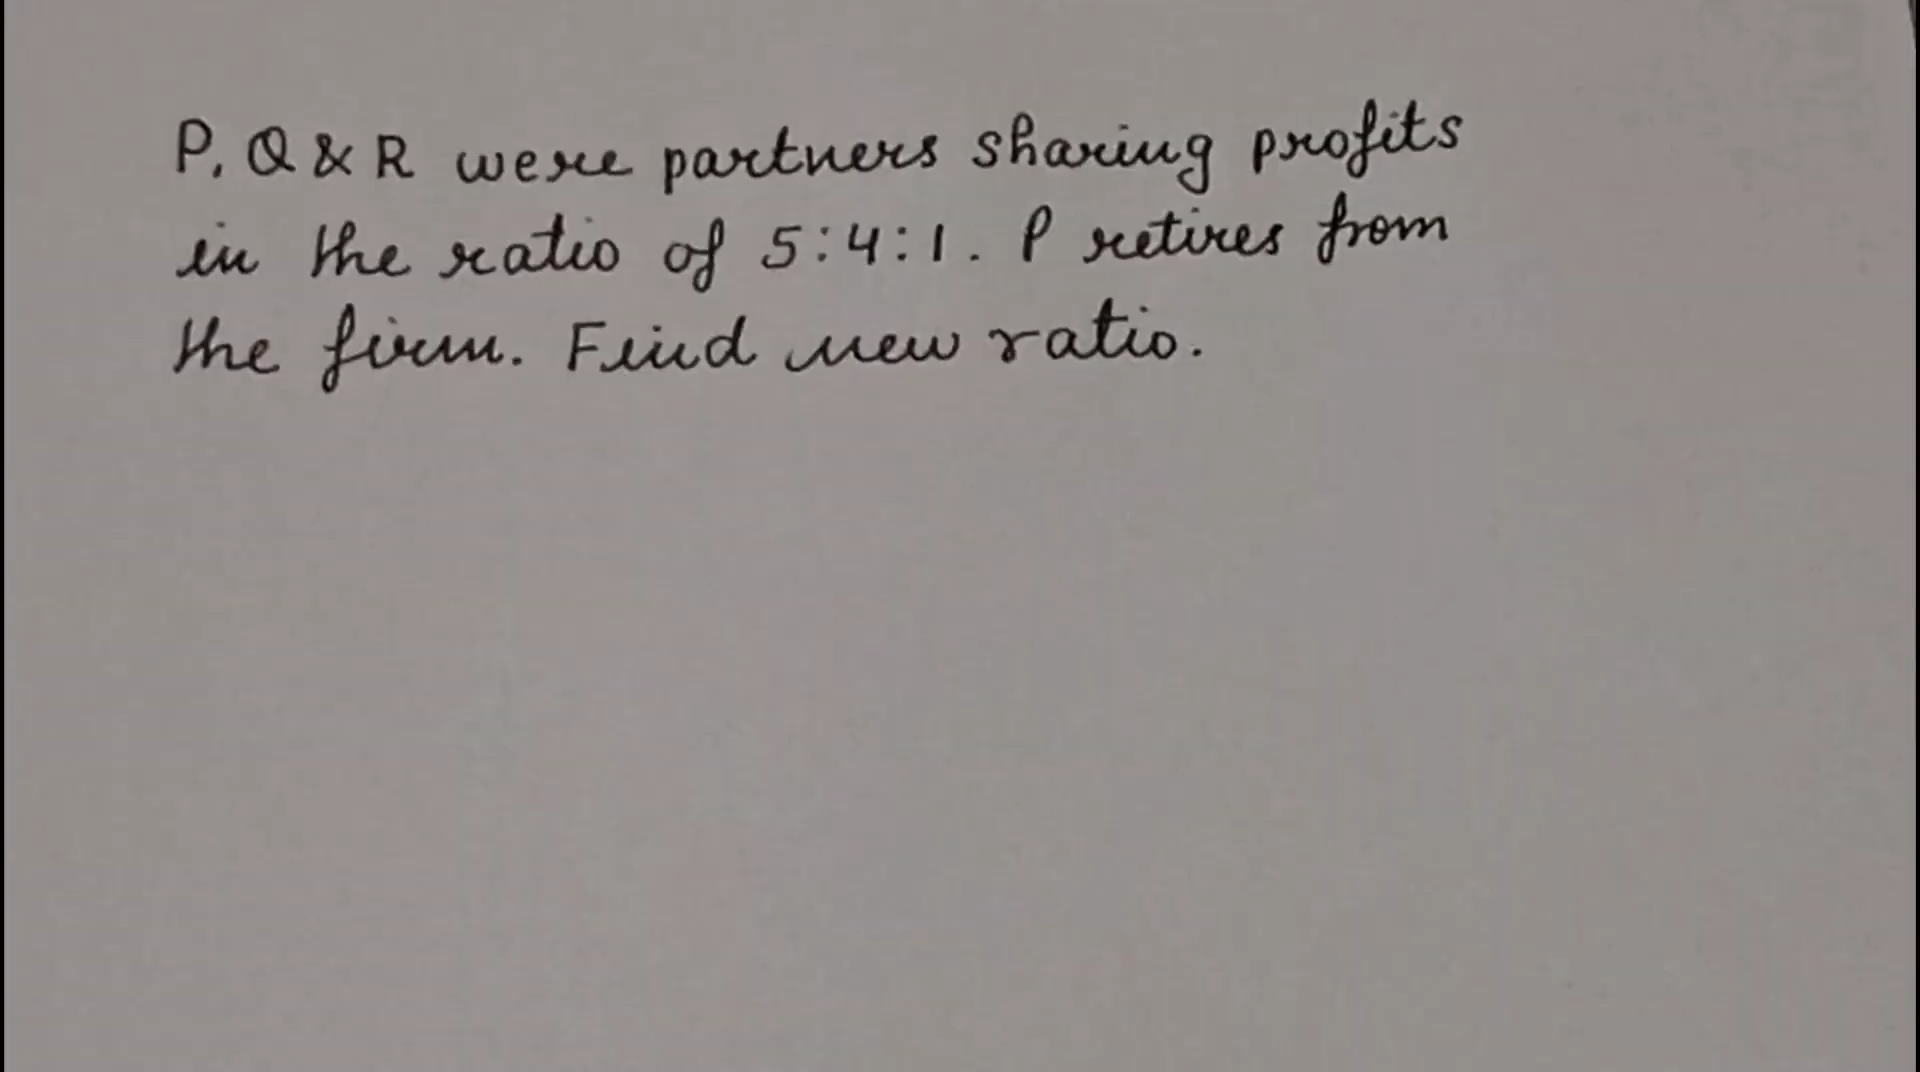 P, Q & R were partners sharing profits
in the ratio of 5:4:1. P retires from
the firm. Find new ratio.